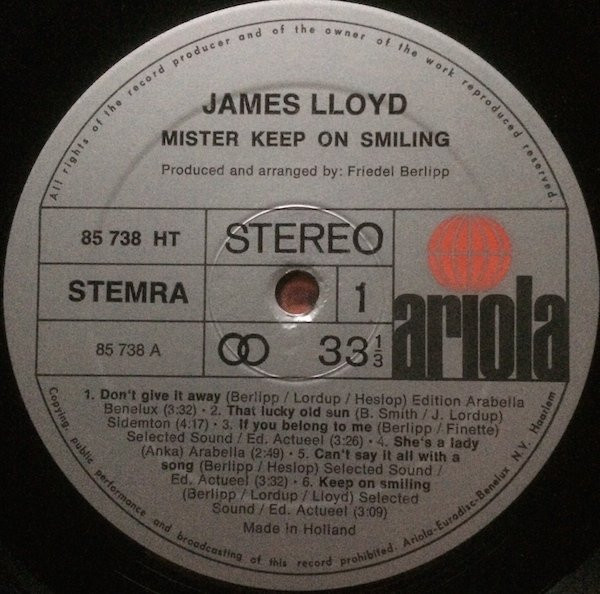 All rights of the record producer and of the owner of the work reproduced reserved
JAMES LLOYD
MISTER KEEP ON SMILING
Produced and arranged by: Friedel Berlipp
85 738 HT
STEREO
STEMRA
1
ariola
85 738 A
33 1/3
1. Don't give it away (Berlipp / Lordup / Heslop) Edition Arabella
Benelux (3:32) · 2. That lucky old sun (B. Smith / J. Lordup)
Sidemton (4:17) · 3. If you belong to me (Berlipp / Finette)
Selected Sound / Ed. Actueel (3:26) · 4. She's a lady
(Anka) Arabella (2:49) · 5. Can't say it all with a
song (Berlipp / Heslop) Selected Sound /
Ed. Actueel (3:32) · 6. Keep on smiling
(Berlipp / Lordup / Lloyd) Selected
Sound / Ed. Actueel (3:09)
Made in Holland
Copying, public performance and broadcasting of this record prohibited. Ariola-Eurodisc-Benelux N.V. Haarlem